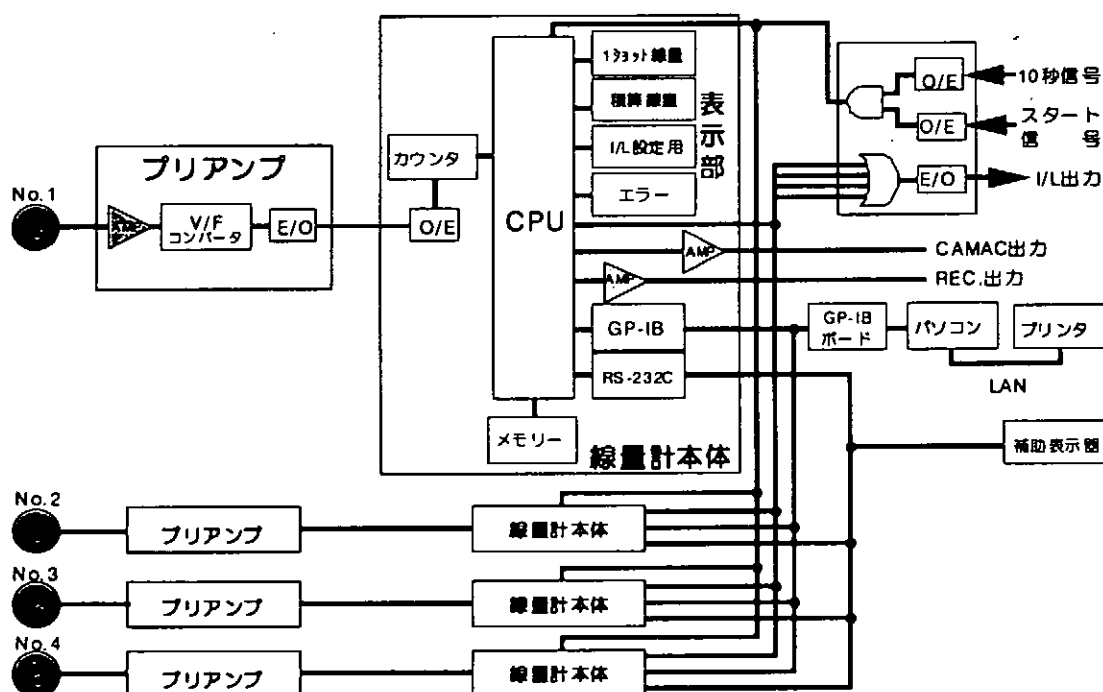 1ショット線量
積算線量
I/L設定用
エラー
表示部
カウンタ
O/E
CPU
AMP
AMP
GP-IB
RS-232C
メモリー
線量計本体
O/E
10秒信号
O/E
スタート信号
E/O
I/L出力
CAMAC出力
REC.出力
GP-IB
ボード
パソコン
プリンタ
LAN
補助表示器
No.1
プリアンプ
AMP
V/F
コンバータ
E/O
No.2
プリアンプ
線量計本体
No.3
プリアンプ
線量計本体
No.4
プリアンプ
線量計本体